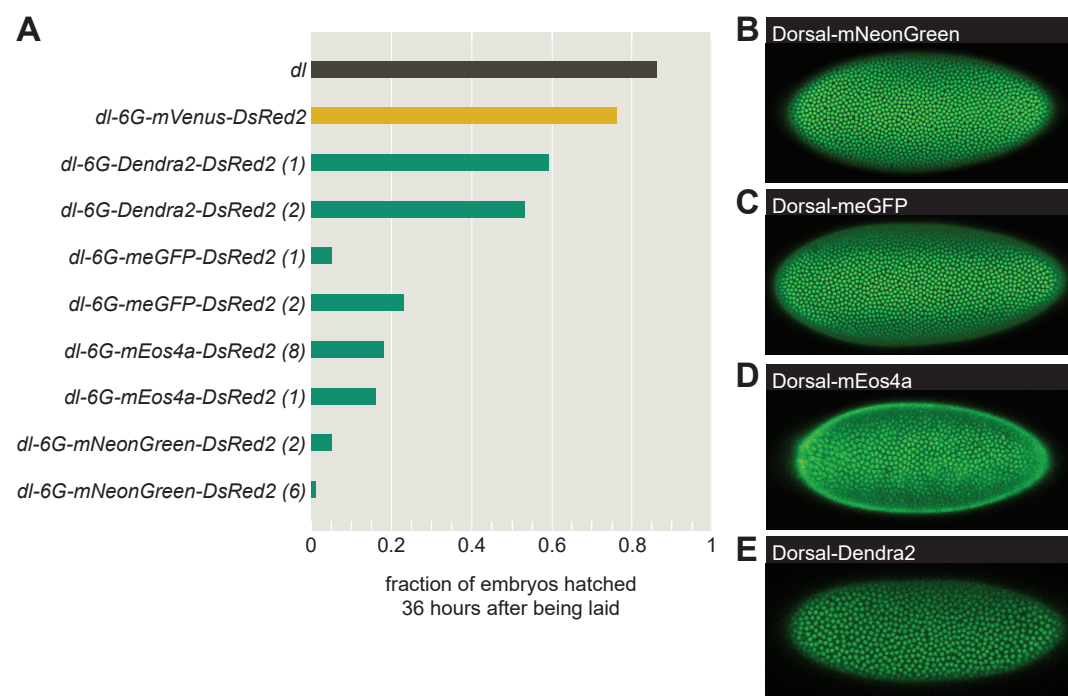 A
dl
dl-6G-mVenus-DsRed2
dl-6G-Dendra2-DsRed2 (1)
dl-6G-Dendra2-DsRed2 (2)
dl-6G-meGFP-DsRed2 (1)
dl-6G-meGFP-DsRed2 (2)
dl-6G-mEos4a-DsRed2 (8)
dl-6G-mEos4a-DsRed2 (1)
dl-6G-mNeonGreen-DsRed2 (2)
dl-6G-mNeonGreen-DsRed2 (6)
0 0.2 0.4 0.6 0.8 1
fraction of embryos hatched
36 hours after being laid
B Dorsal-mNeonGreen
C Dorsal-meGFP
D Dorsal-mEos4a
E Dorsal-Dendra2